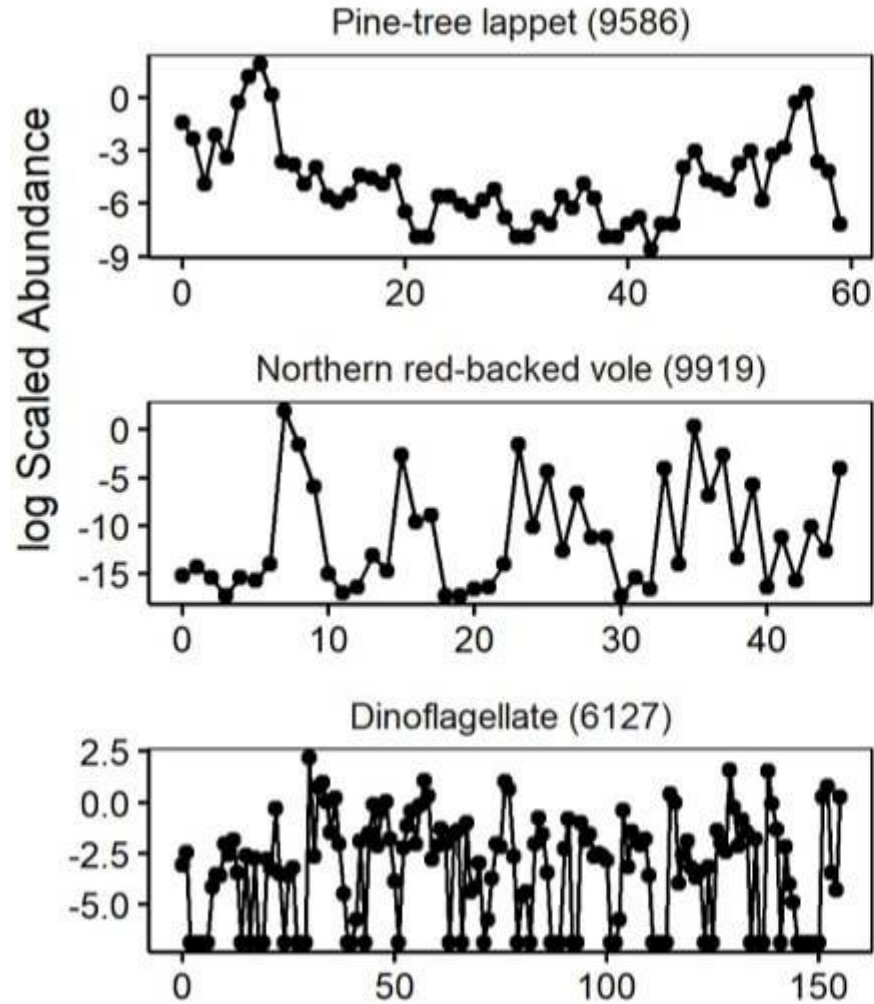 Pine-tree lappet (9586)
0
-3
-6
-9
0 20 40 60
log Scaled Abundance
Northern red-backed vole (9919)
0
-5
-10
-15
0 10 20 30 40
Dinoflagellate (6127)
2.5
0.0
-2.5
-5.0
0 50 100 150